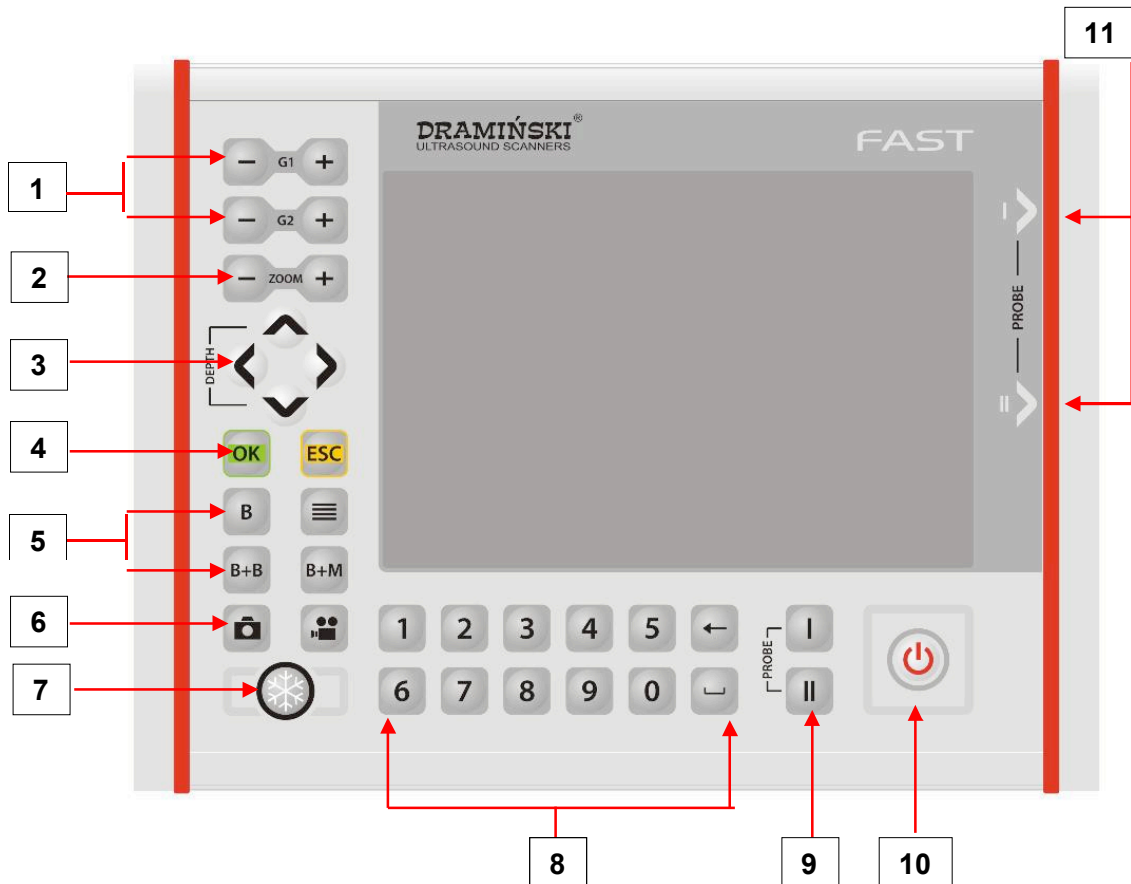 11
DRAMIŃSKI®
ULTRASOUND SCANNERS
FAST
1
− G1 +
− G2 +
2
− ZOOM +
I
PROBE
II
3
DEPTH
4
OK ESC
5
B
B+B B+M
6
1 2 3 4 5 ←
6 7 8 9 0
PROBE
I
II
7
8
9
10